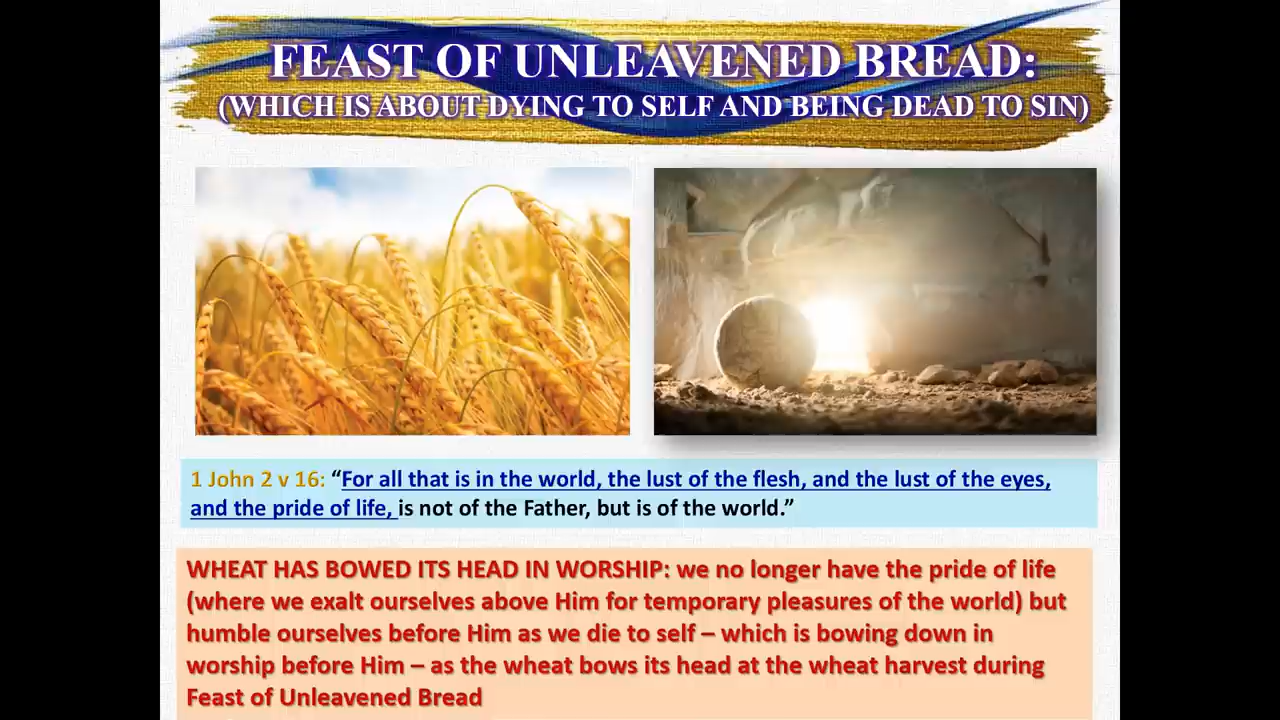 FEAST OF UNLEAVENED BREAD:
(WHICH IS ABOUT DYING TO SELF AND BEING DEAD TO SIN)
1 John 2 v 16: “For all that is in the world, the lust of the flesh, and the lust of the eyes,
and the pride of life, is not of the Father, but is of the world.”
WHEAT HAS BOWED ITS HEAD IN WORSHIP: we no longer have the pride of life
(where we exalt ourselves above Him for temporary pleasures of the world) but
humble ourselves before Him as we die to self – which is bowing down in
worship before Him – as the wheat bows its head at the wheat harvest during
Feast of Unleavened Bread